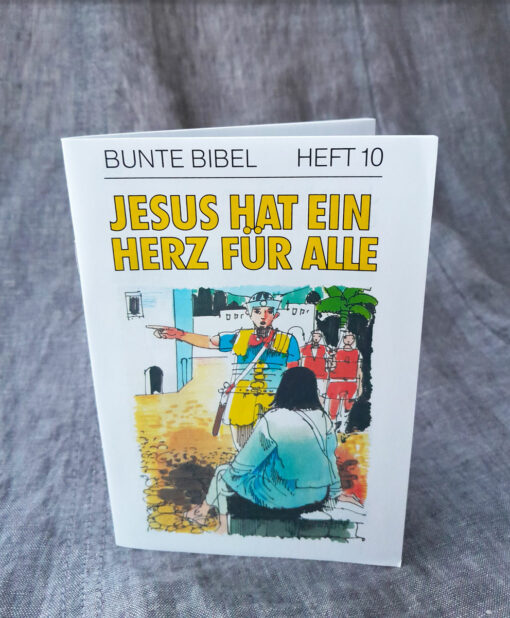 BUNTE BIBEL HEFT 10
JESUS HAT EIN
HERZ FÜR ALLE